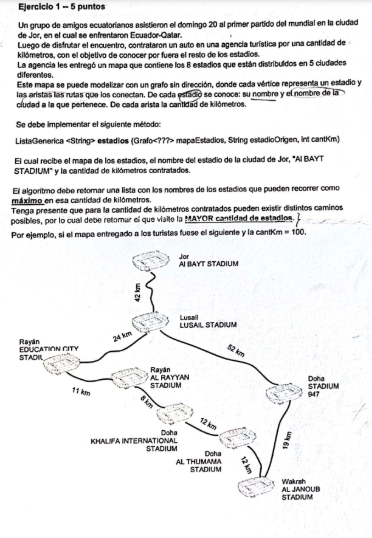 Ejercicio 1 – 5 puntos
Un grupo de amigos ecuatorianos asistieron el domingo 20 al primer partido del mundial en la ciudad
de Jor, en el cual se enfrentaron Ecuador-Qatar.
Luego de disfrutar el encuentro, contrataron un auto en una agencia turística por una cantidad de
kilómetros, con el objetivo de conocer por fuera el resto de los estadios.
La agencia les entregó un mapa que contiene los 8 estadios que están distribuidos en 5 ciudades
diferentes.
Este mapa se puede modelizar con un grafo sin dirección, donde cada vértice representa un estadio y
las aristas las rutas que los conectan. De cada estadio se conoce: su nombre y el nombre de la
ciudad a la que pertenece. De cada arista la cantidad de kilómetros.
Se debe implementar el siguiente método:
ListaGenerica <String> estadios (Grafo<???> mapaEstadios, String estadioOrigen, int cantKm)
El cual recibe el mapa de los estadios, el nombre del estadio de la ciudad de Jor, "Al BAYT
STADIUM" y la cantidad de kilómetros contratados.
El algoritmo debe retornar una lista con los nombres de los estadios que pueden recorrer como
máximo en esa cantidad de kilómetros.
Tenga presente que para la cantidad de kilómetros contratados pueden existir distintos caminos
posibles, por lo cual debe retornar el que visite la MAYOR cantidad de estadios.
Por ejemplo, si el mapa entregado a los turistas fuese el siguiente y la cantKm = 100.
Jor
Al BAYT STADIUM
42 km
Lusail
LUSAIL STADIUM
24 km
52 km
Rayán
EDUCATION CITY
STADIU
11 km
Rayán
AL RAYYAN
STADIUM
8 km
Doha
STADIUM
947
Doha
KHALIFA INTERNATIONAL
STADIUM
12 km
19 km
Doha
AL THUMAMA
STADIUM
12 km
Wakrah
AL JANOUB
STADIUM